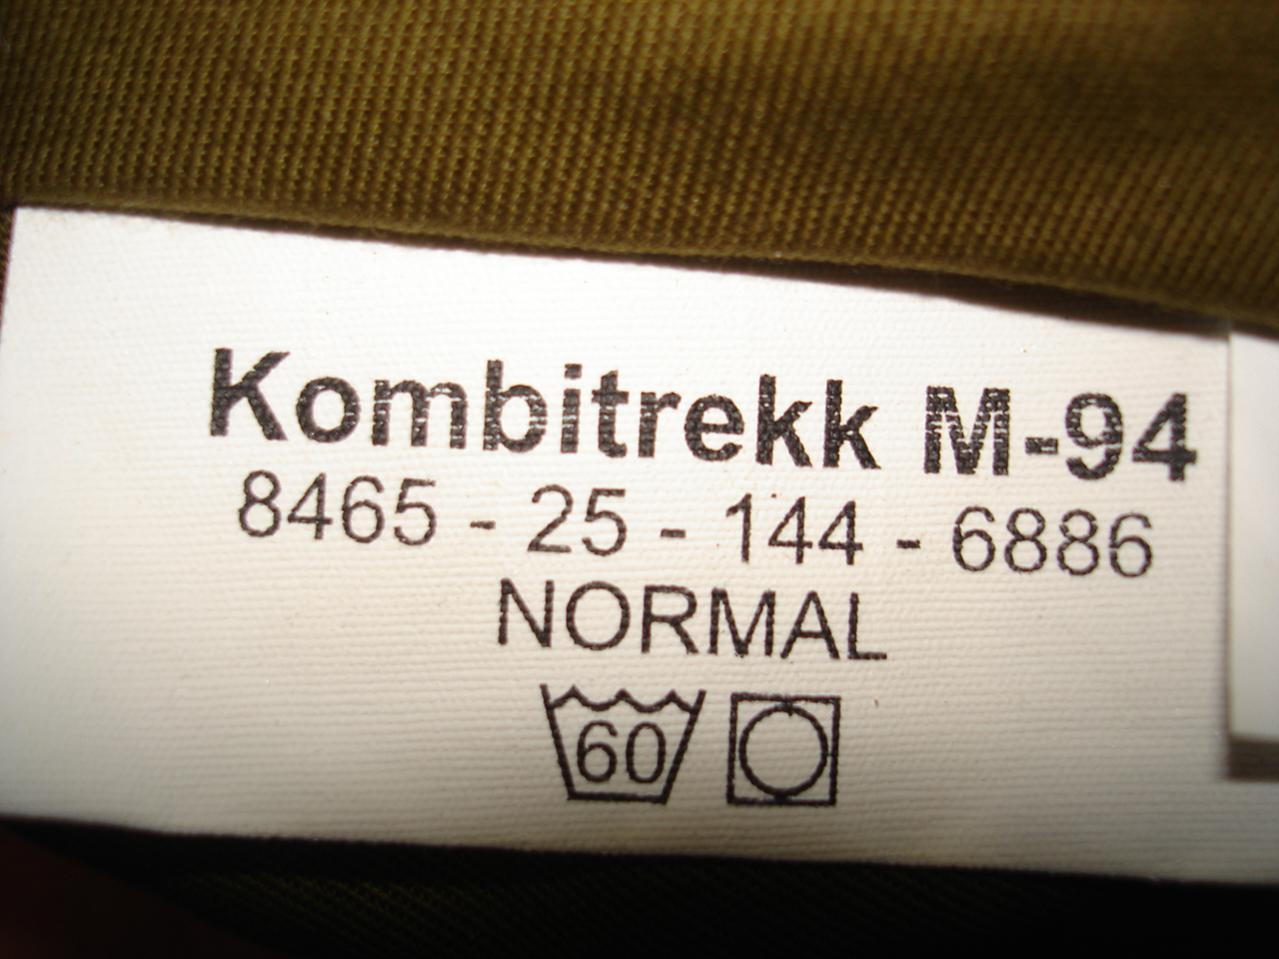 Kombitrekk M-94
8465 - 25 - 144 - 6886
NORMAL
60